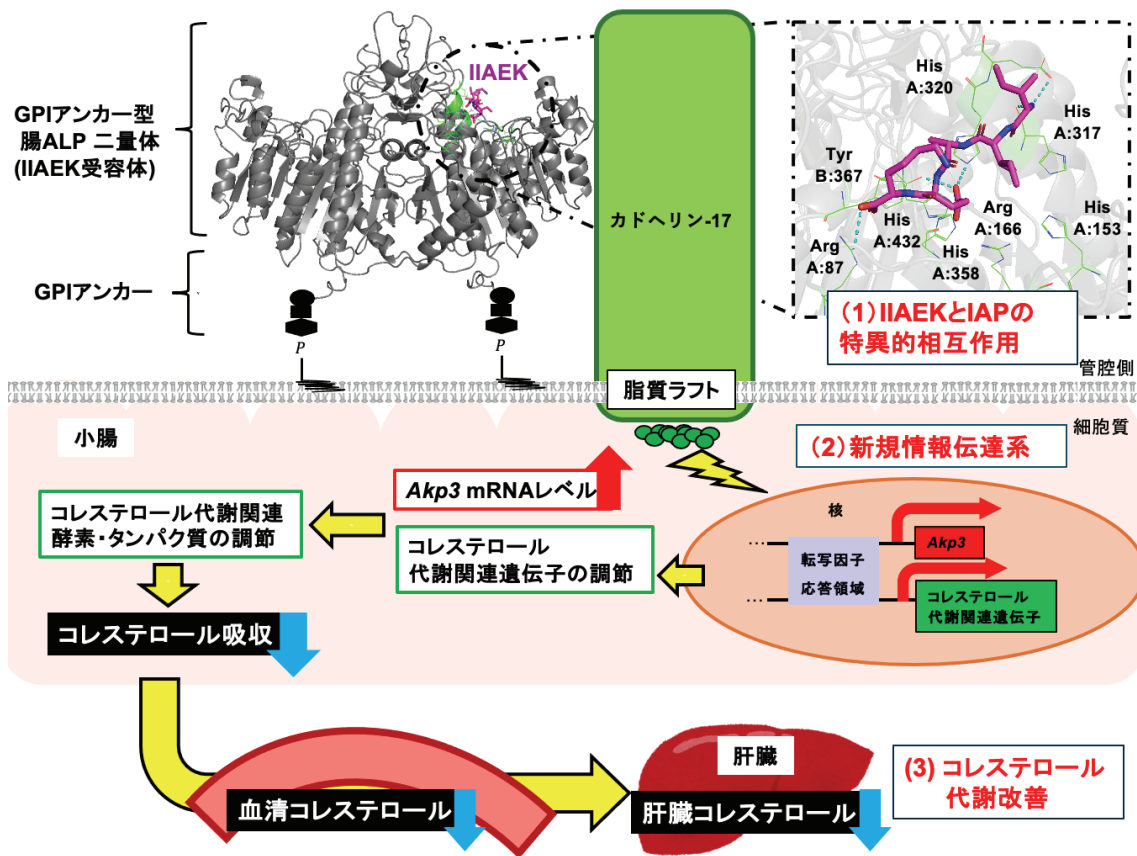 GPIアンカー型
腸ALP 二量体
(IIAEK受容体)
GPIアンカー
IIAEK
P
P
カドヘリン-17
His
A:320
His
A:317
Tyr
B:367
His
A:432
Arg
A:166
His
A:153
Arg
A:87
His
A:358
(1)IIAEKとIAPの
特異的相互作用
管腔側
脂質ラフト
細胞質
小腸
(2)新規情報伝達系
Akp3 mRNAレベル
コレステロール代謝関連
酵素・タンパク質の調節
コレステロール
代謝関連遺伝子の調節
核
...
Akp3
転写因子
応答領域
...
コレステロール
代謝関連遺伝子
コレステロール吸収
肝臓
(3) コレステロール
代謝改善
血清コレステロール
肝臓コレステロール